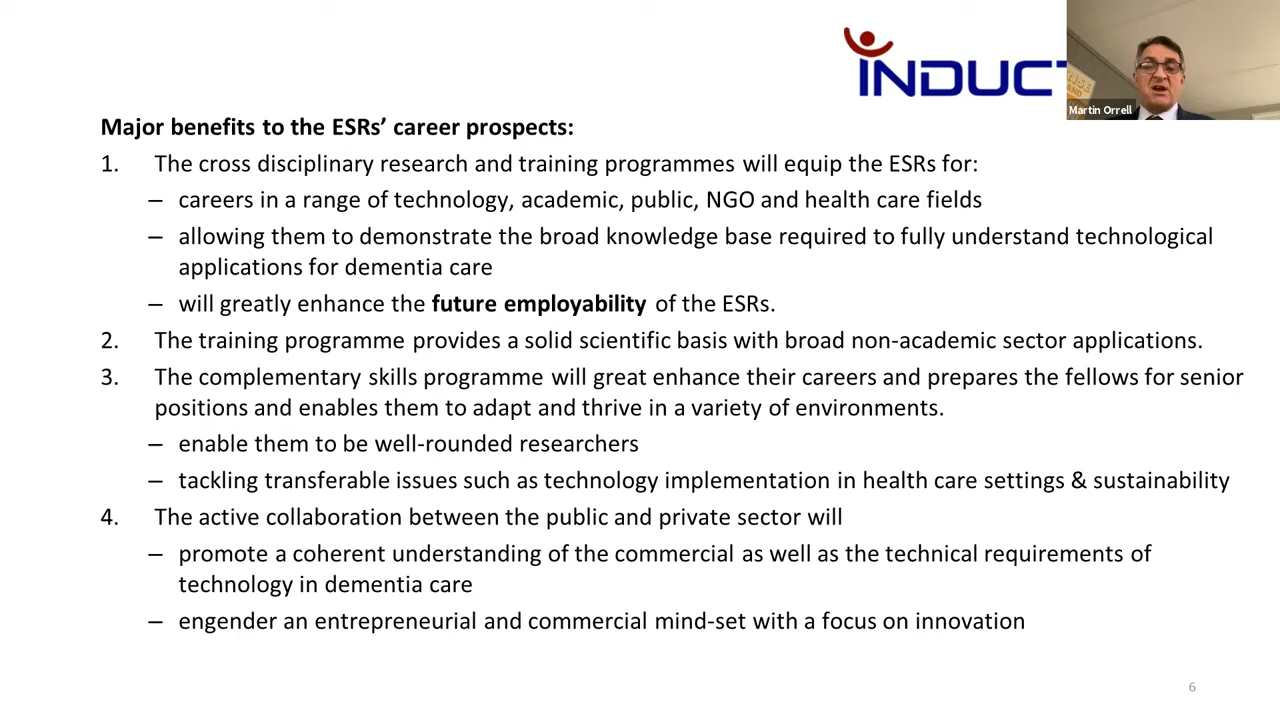 INDUCT
Martin Orrell
Major benefits to the ESRs’ career prospects:
1. The cross disciplinary research and training programmes will equip the ESRs for:
– careers in a range of technology, academic, public, NGO and health care fields
– allowing them to demonstrate the broad knowledge base required to fully understand technological
applications for dementia care
– will greatly enhance the future employability of the ESRs.
2. The training programme provides a solid scientific basis with broad non-academic sector applications.
3. The complementary skills programme will great enhance their careers and prepares the fellows for senior
positions and enables them to adapt and thrive in a variety of environments.
– enable them to be well-rounded researchers
– tackling transferable issues such as technology implementation in health care settings & sustainability
4. The active collaboration between the public and private sector will
– promote a coherent understanding of the commercial as well as the technical requirements of
technology in dementia care
– engender an entrepreneurial and commercial mind-set with a focus on innovation
6